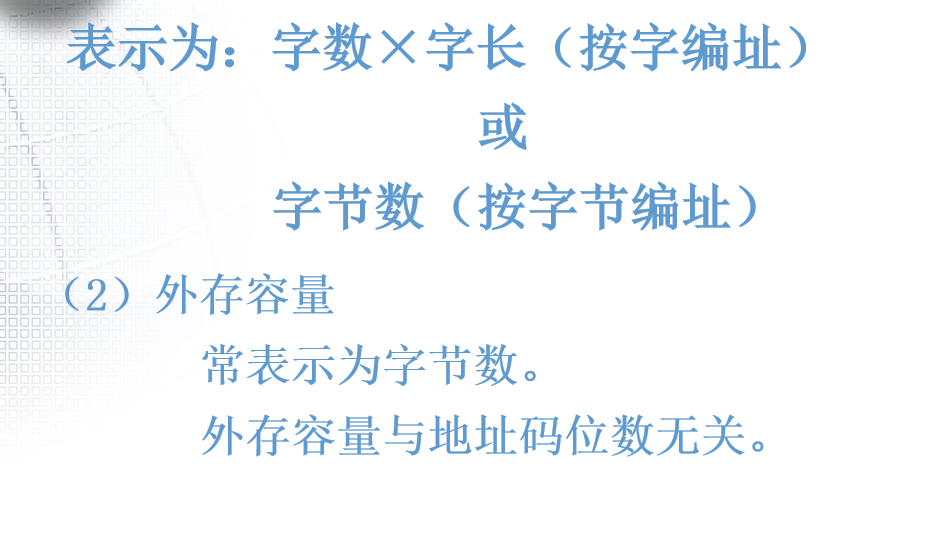 表示为：字数×字长（按字编址）
或
字节数（按字节编址）
（2）外存容量
常表示为字节数。
外存容量与地址码位数无关。